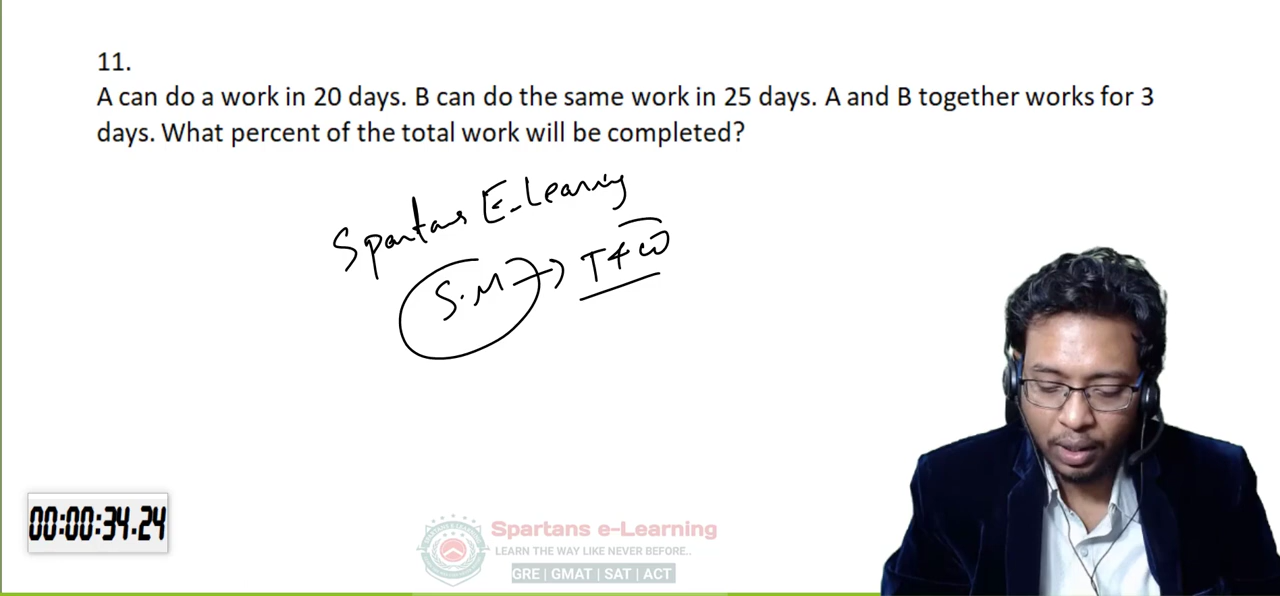 11.
A can do a work in 20 days. B can do the same work in 25 days. A and B together works for 3
days. What percent of the total work will be completed?
Spartans E-Learning
S.M → T & W
00:00:34.24
Spartans e-Learning
LEARN THE WAY LIKE NEVER BEFORE..
GRE | GMAT | SAT | ACT